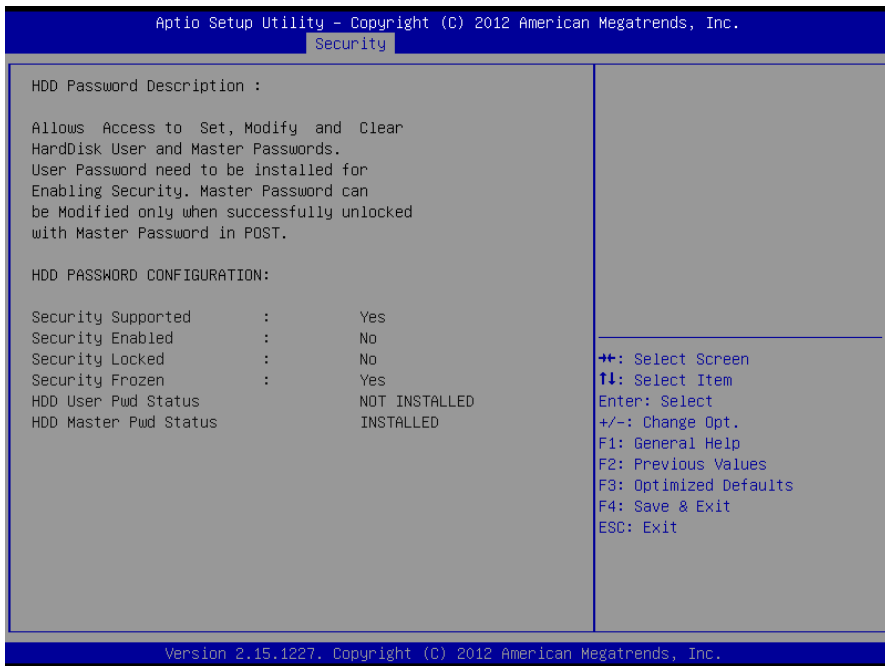 Aptio Setup Utility – Copyright (C) 2012 American Megatrends, Inc.
Security
HDD Password Description :
Allows Access to Set, Modify and Clear
HardDisk User and Master Passwords.
User Password need to be installed for
Enabling Security. Master Password can
be Modified only when successfully unlocked
with Master Password in POST.
HDD PASSWORD CONFIGURATION:
Security Supported : Yes
Security Enabled : No
Security Locked : No
Security Frozen : Yes
HDD User Pwd Status NOT INSTALLED
HDD Master Pwd Status INSTALLED
→←: Select Screen
↑↓: Select Item
Enter: Select
+/-: Change Opt.
F1: General Help
F2: Previous Values
F3: Optimized Defaults
F4: Save & Exit
ESC: Exit
Version 2.15.1227. Copyright (C) 2012 American Megatrends, Inc.